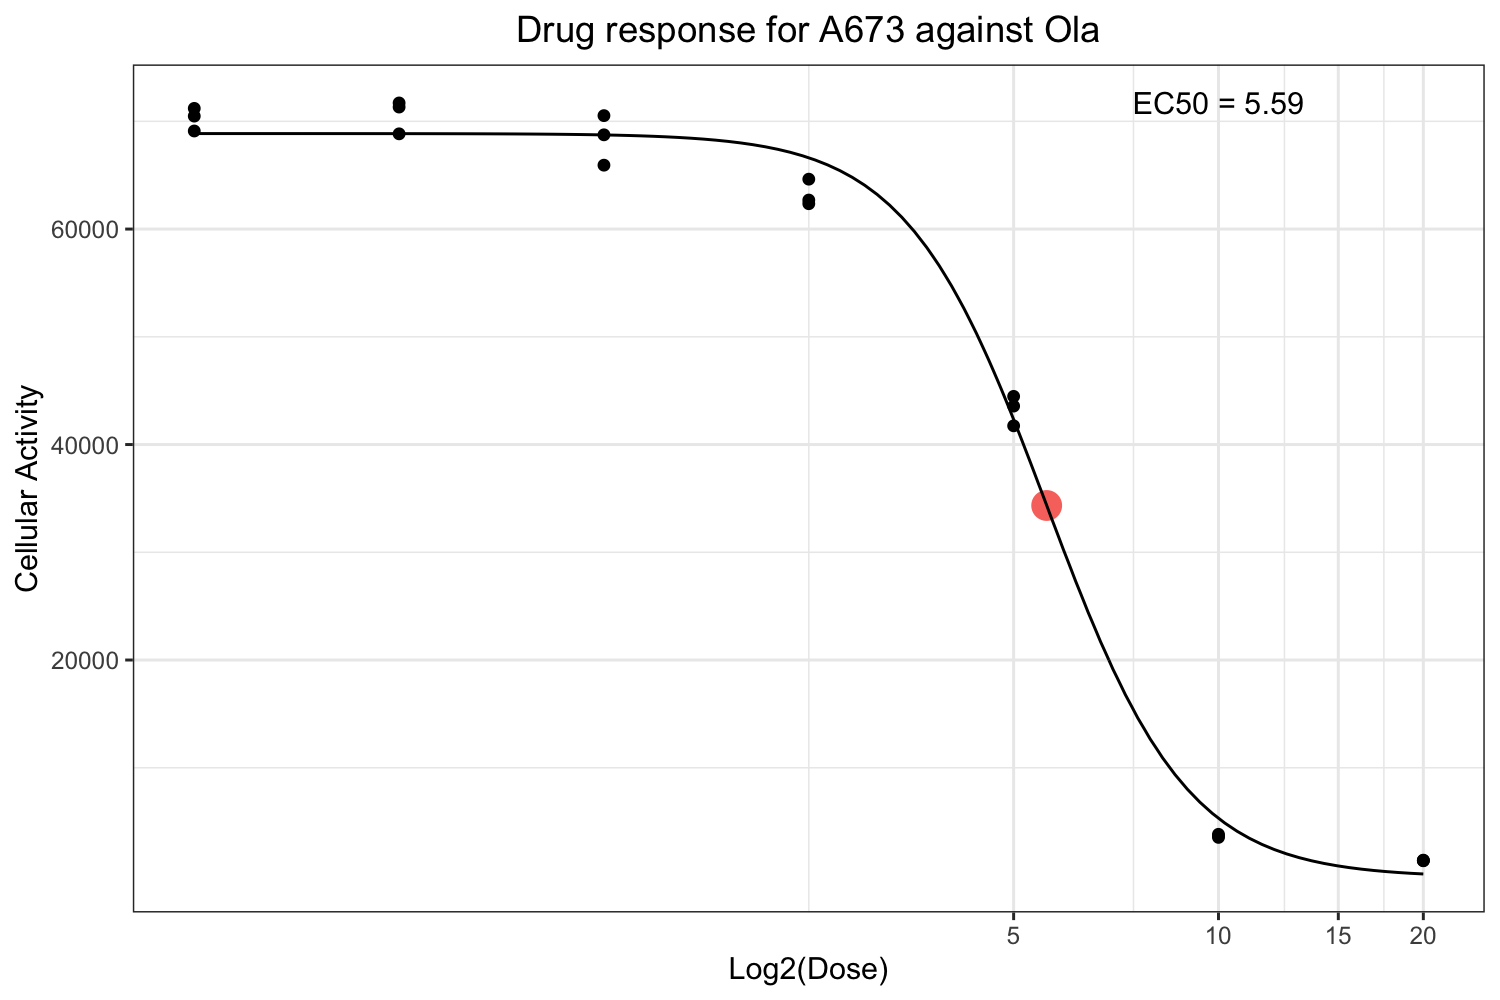 Drug response for A673 against Ola
EC50 = 5.59
60000
40000
20000
Cellular Activity
5 10 15 20
Log2(Dose)